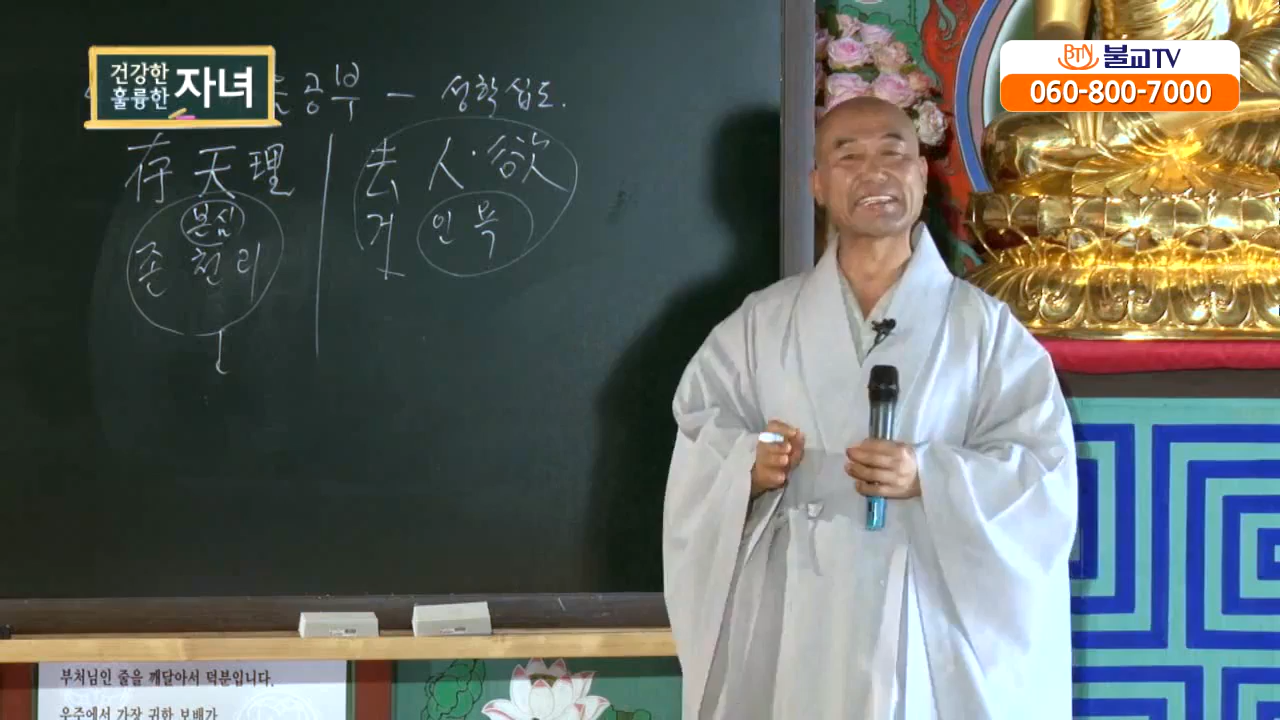 건강한
훌륭한 자녀
공부 - 성학십도.
存天理 去人·欲
본심
존천리 거 인욕
BTN 불교TV
060-800-7000
부처님인 줄을 깨달아서 덕분입니다.
우주에서 가장 귀한 보배가